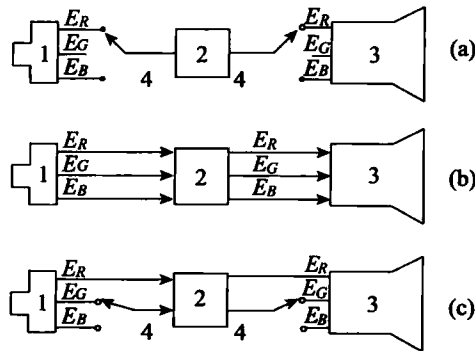 E_R E_R
1 E_G 2 E_G 3 (a)
E_B 4 4 E_B
E_R E_R
1 E_G 2 E_G 3 (b)
E_B E_B
E_R E_R
1 E_G 2 E_G 3 (c)
E_B 4 4 E_B